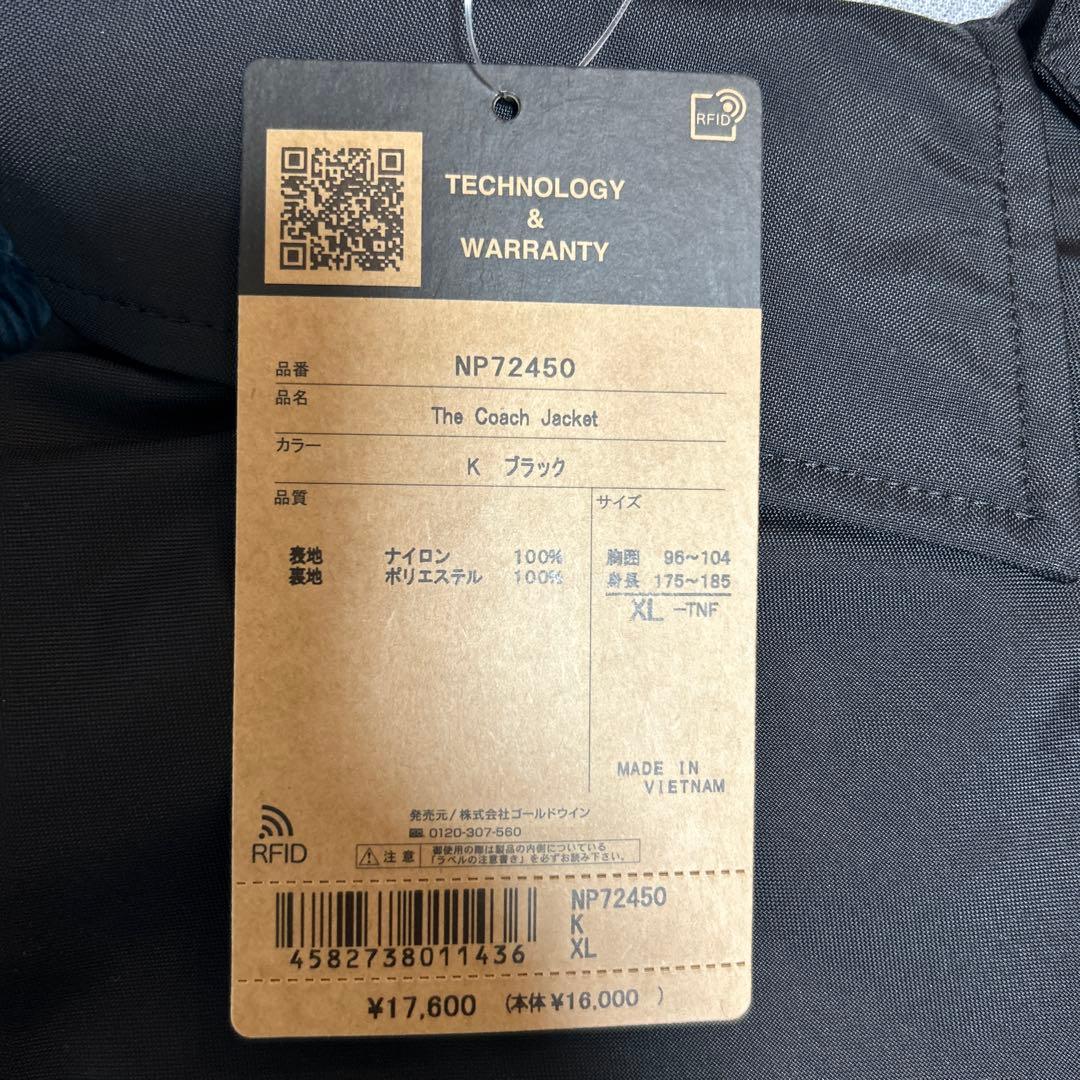 RFID
TECHNOLOGY
&
WARRANTY
品番 NP72450
品名
The Coach Jacket
カラー
K ブラック
品質
サイズ
表地 ナイロン 100%
裏地 ポリエステル 100%
胸囲 96～104
身長 175～185
XL -TNF
MADE IN
VIETNAM
発売元/株式会社ゴールドウイン
0120-307-560
RFID
注意
御使用の際は製品の内側についている
「ラベルの注意書き」を必ずお読み下さい。
4582738011436
NP72450
K
XL
¥17,600 (本体¥16,000 )